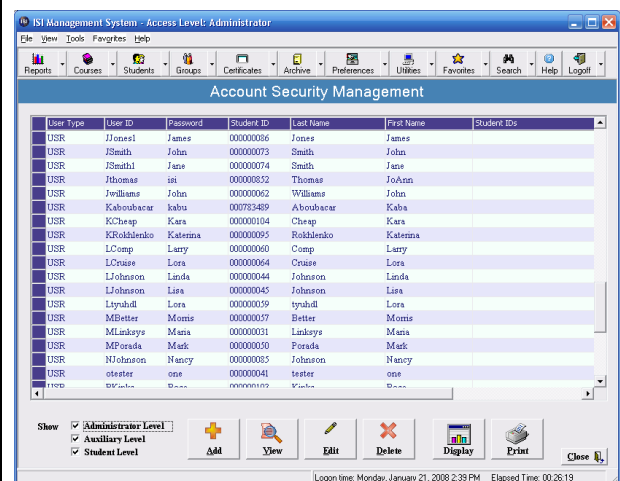 ISI Management System - Access Level: Administrator
File View Tools Favorites Help
Reports Courses Students Groups Certificates Archive Preferences Utilities Favorites Search Help Logoff
Account Security Management
User Type User ID Password Student ID Last Name First Name Student IDs
USR JJones1 James 000000086 Jones James
USR JSmith John 000000073 Smith John
USR JSmith1 Jane 000000074 Smith Jane
USR Jthomas isi 000000852 Thomas JoAnn
USR Jwilliams John 000000062 Williams John
USR Kaboubacar kabu 000783489 Aboubacar Kaba
USR KCheap Kara 000000104 Cheap Kara
USR KRokhlenko Katerina 000000095 Rokhlenko Katerina
USR LComp Larry 000000060 Comp Larry
USR LCruise Lora 000000064 Cruise Lora
USR LJohnson Linda 000000044 Johnson Linda
USR LJohnson Lisa 000000045 Johnson Lisa
USR Ltyuhdl Lora 000000059 tyuhdl Lora
USR MBetter Morris 000000057 Better Morris
USR MLinksys Maria 000000031 Linksys Maria
USR MPorada Mark 000000050 Porada Mark
USR NJohnson Nancy 000000085 Johnson Nancy
USR otester one 000000041 tester one
USR 000000103
Show Administrator Level
Auxiliary Level
Student Level
Add View Edit Delete Display Print Close
Logon time: Monday, January 21, 2008 2:39 PM Elapsed Time: 00:26:19